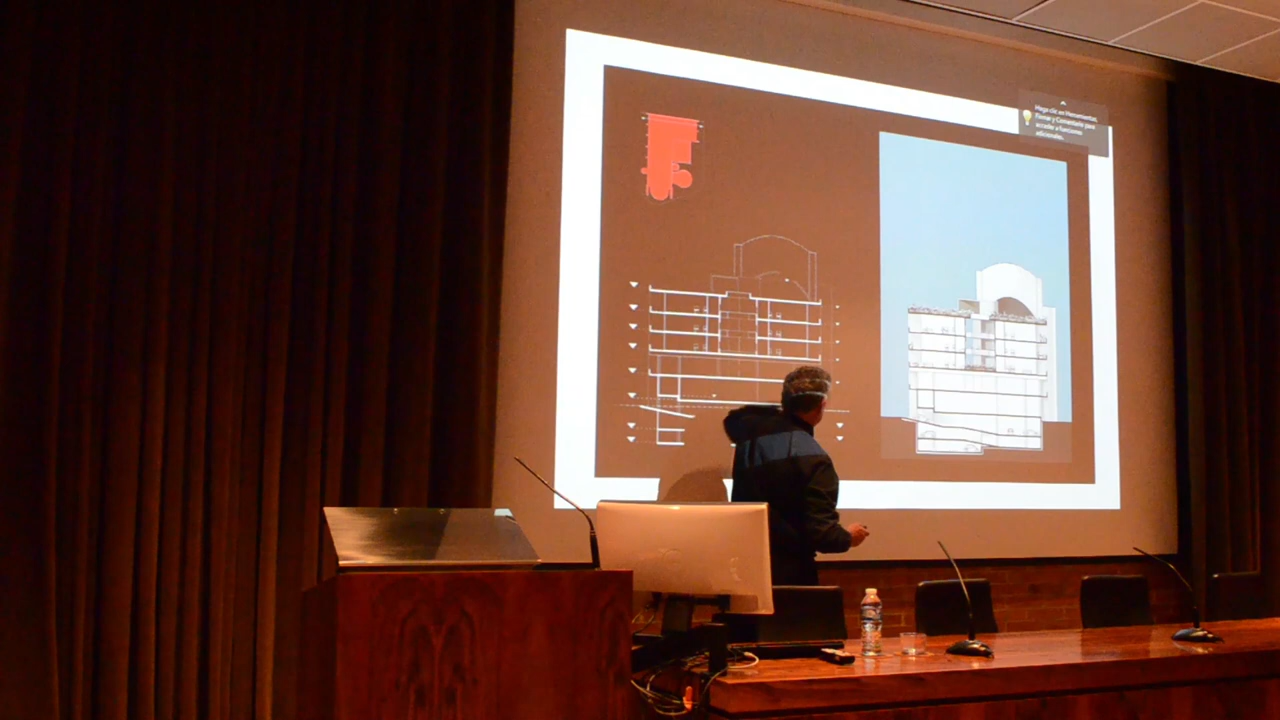 Haga clic en Herramientas,
Firmar y Comentario para
acceder a funciones
adicionales.